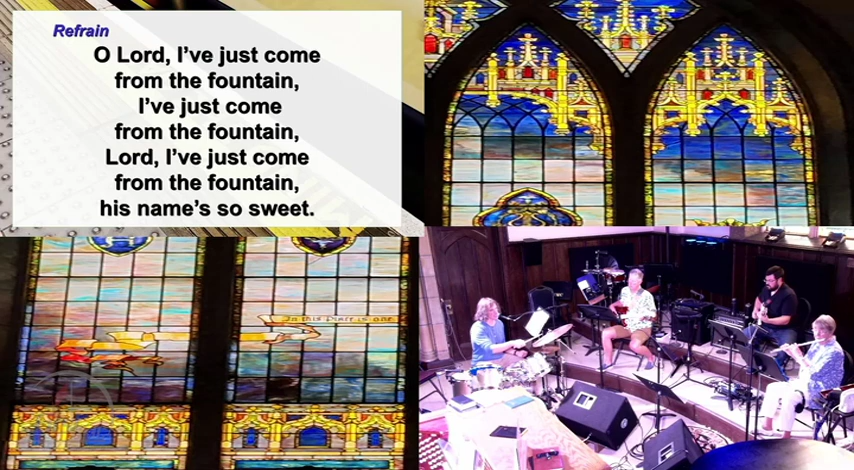 Refrain
O Lord, I've just come
from the fountain,
I've just come
from the fountain,
Lord, I've just come
from the fountain,
his name's so sweet.
In this place is one